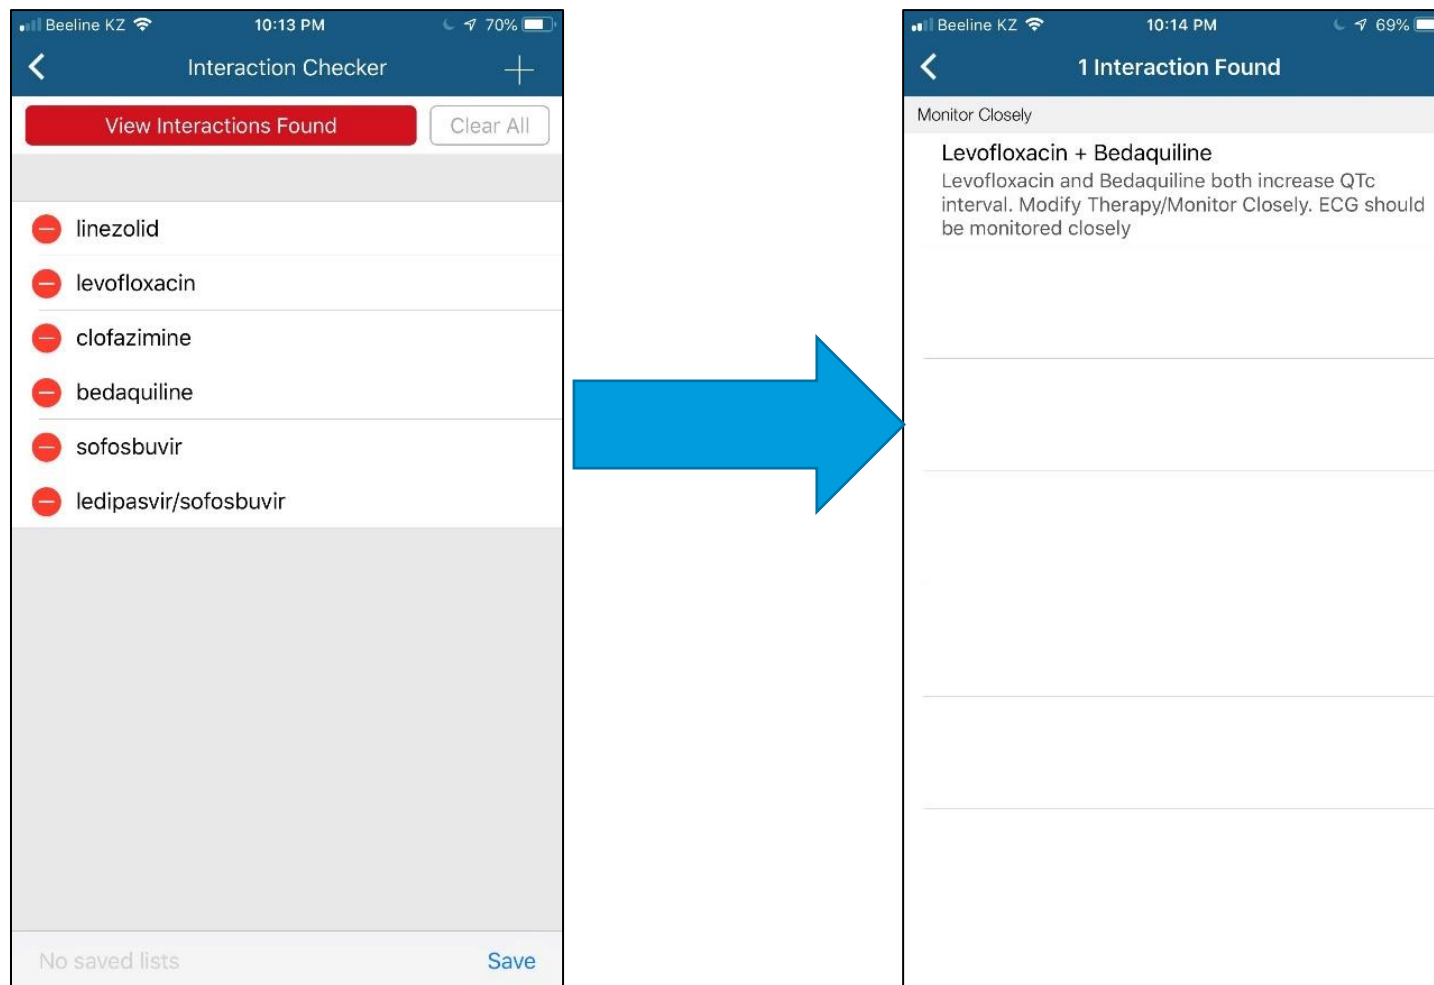 Beeline KZ 10:13 PM 70%
Interaction Checker
View Interactions Found Clear All
linezolid
levofloxacin
clofazimine
bedaquiline
sofosbuvir
ledipasvir/sofosbuvir
No saved lists Save
Beeline KZ 10:14 PM 69%
1 Interaction Found
Monitor Closely
Levofloxacin + Bedaquiline
Levofloxacin and Bedaquiline both increase QTc
interval. Modify Therapy/Monitor Closely. ECG should
be monitored closely